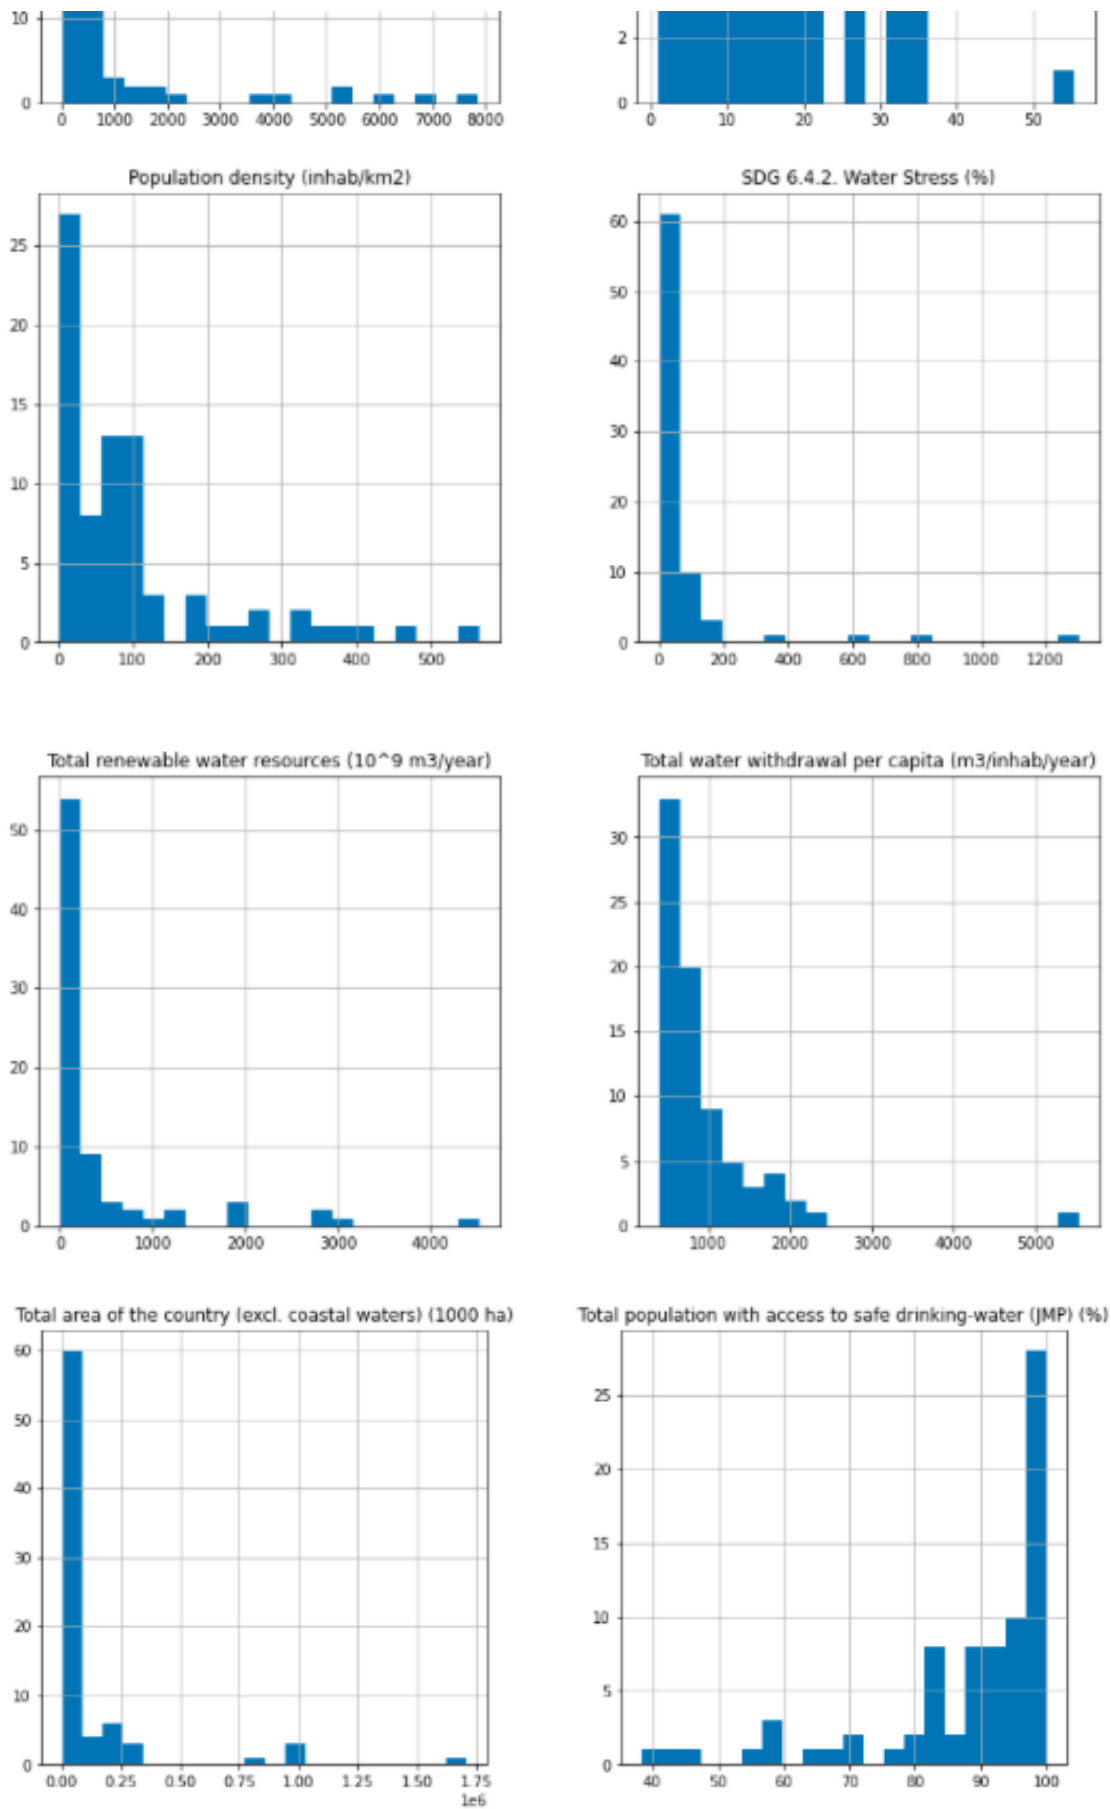 10
0
0 1000 2000 3000 4000 5000 6000 7000 8000
2
0
0 10 20 30 40 50
Population density (inhab/km2)
25
20
15
10
5
0
0 100 200 300 400 500
SDG 6.4.2. Water Stress (%)
60
50
40
30
20
10
0
0 200 400 600 800 1000 1200
Total renewable water resources (10^9 m3/year)
50
40
30
20
10
0
0 1000 2000 3000 4000
Total water withdrawal per capita (m3/inhab/year)
30
25
20
15
10
5
0
1000 2000 3000 4000 5000
Total area of the country (excl. coastal waters) (1000 ha)
60
50
40
30
20
10
0
0.00 0.25 0.50 0.75 1.00 1.25 1.50 1.75
1e6
Total population with access to safe drinking-water (JMP) (%)
25
20
15
10
5
0
40 50 60 70 80 90 100